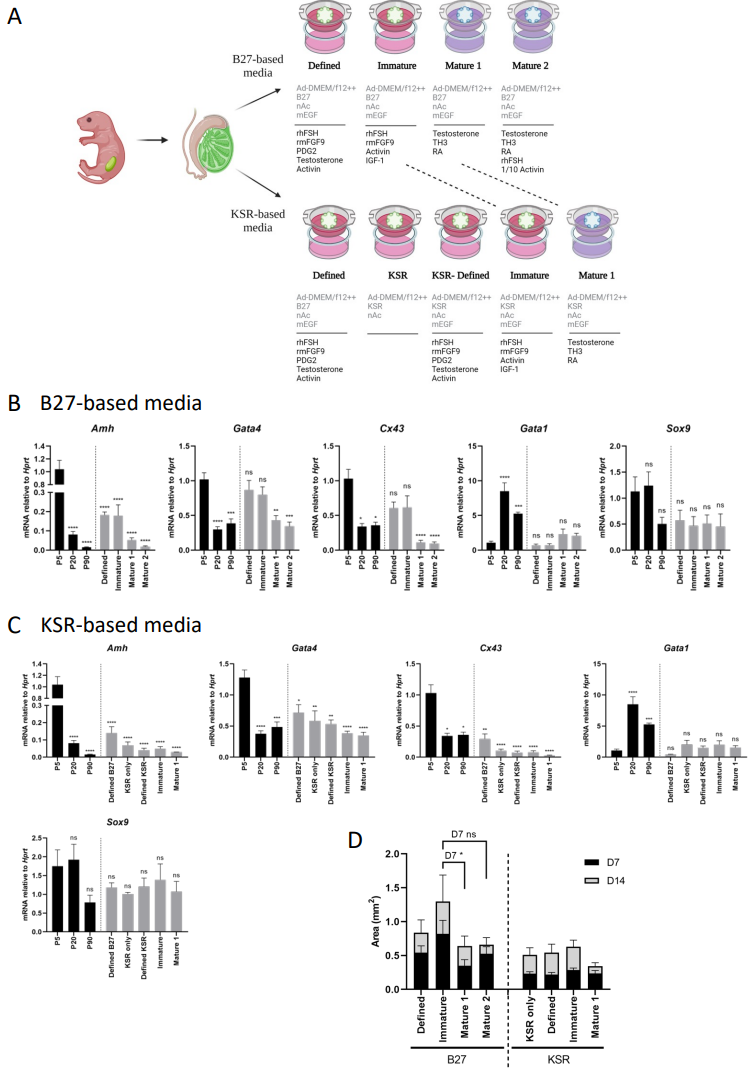 A
B27-based
media
Defined
Immature
Mature 1
Mature 2
Ad-DMEM/f12++
B27
nAc
mEGF
rhFSH
rmFGF9
PDG2
Testosterone
Activin
Ad-DMEM/f12++
B27
nAc
mEGF
rhFSH
rmFGF9
Activin
IGF-1
Ad-DMEM/f12++
B27
nAc
mEGF
Testosterone
TH3
RA
Ad-DMEM/f12++
B27
nAc
mEGF
Testosterone
TH3
RA
rhFSH
1/10 Activin
KSR-based
media
Defined
KSR
KSR- Defined
Immature
Mature 1
Ad-DMEM/f12++
B27
nAc
mEGF
rhFSH
rmFGF9
PDG2
Testosterone
Activin
Ad-DMEM/f12++
KSR
nAc
Ad-DMEM/f12++
KSR
nAc
mEGF
rhFSH
rmFGF9
PDG2
Testosterone
Activin
Ad-DMEM/f12++
KSR
nAc
mEGF
rhFSH
rmFGF9
Activin
IGF-1
Ad-DMEM/f12++
KSR
nAc
mEGF
Testosterone
TH3
RA
B B27-based media
Amh
mRNA relative to Hprt
1.4
1.2
1.0
0.8
0.3
0.2
0.1
0.0
**** **** **** **** **** ****
P5 P20 P90 Defined Immature Mature 1 Mature 2
Gata4
mRNA relative to Hprt
1.5
1.0
0.5
0.0
**** *** ns ns ** ***
P5 P20 P90 Defined Immature Mature 1 Mature 2
Cx43
mRNA relative to Hprt
1.5
1.0
0.5
0.0
* * ns ns **** ****
P5 P20 P90 Defined Immature Mature 1 Mature 2
Gata1
mRNA relative to Hprt
15
10
5
0
**** *** ns ns ns ns
P5 P20 P90 Defined Immature Mature 1 Mature 2
Sox9
mRNA relative to Hprt
2.0
1.5
1.0
0.5
0.0
ns ns ns ns ns ns
P5 P20 P90 Defined Immature Mature 1 Mature 2
C KSR-based media
Amh
mRNA relative to Hprt
1.4
1.2
1.0
0.8
0.3
0.2
0.1
0.0
**** **** **** **** **** **** ****
P5 P20 P90 Defined B27 KSR only Defined KSR Immature Mature 1
Gata4
mRNA relative to Hprt
1.5
1.0
0.5
0.0
**** *** * ** ** **** ****
P5 P20 P90 Defined B27 KSR only Defined KSR Immature Mature 1
Cx43
mRNA relative to Hprt
1.5
1.0
0.5
0.0
* * ** **** **** **** ****
P5 P20 P90 Defined B27 KSR only Defined KSR Immature Mature 1
Gata1
mRNA relative to Hprt
15
10
5
0
**** *** ns ns ns ns ns
P5 P20 P90 Defined B27 KSR only Defined KSR Immature Mature 1
Sox9
mRNA relative to Hprt
2.5
2.0
1.5
1.0
0.5
0.0
ns ns ns ns ns ns ns
P5 P20 P90 Defined B27 KSR only Defined KSR Immature Mature 1
D
D7 ns
D7 *
D7
D14
Area (mm²)
2.0
1.5
1.0
0.5
0.0
Defined Immature Mature 1 Mature 2 KSR only Defined Immature Mature 1
B27 KSR